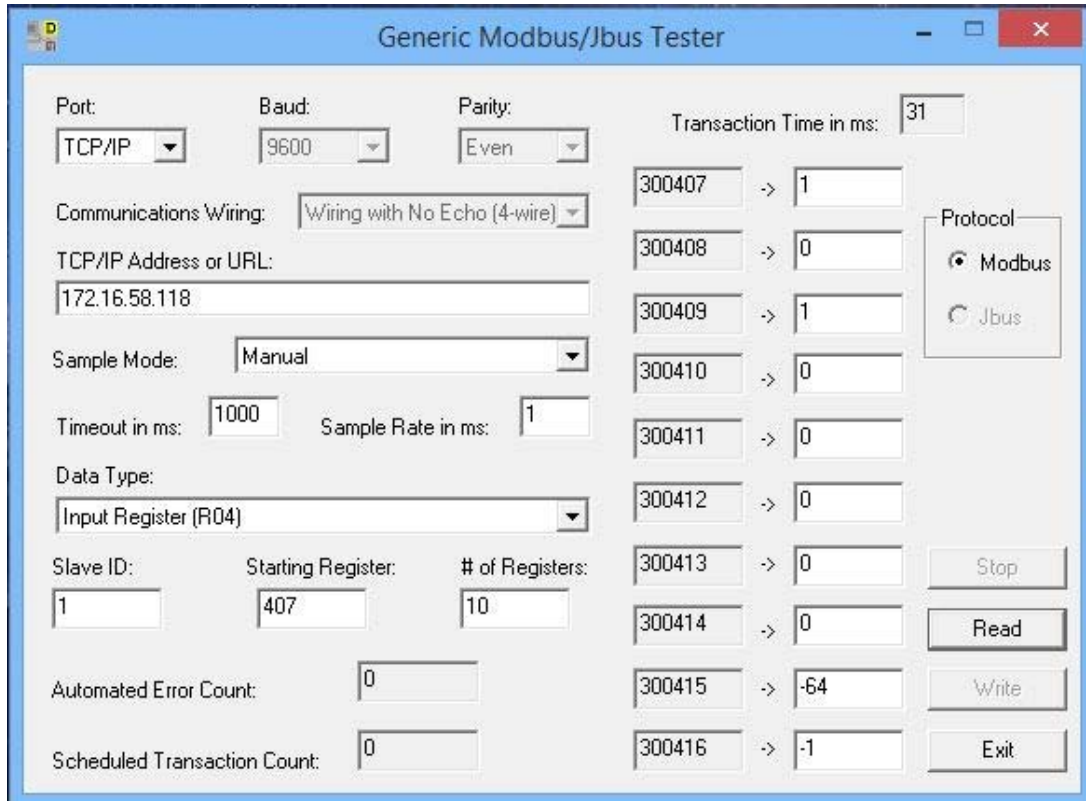 Generic Modbus/Jbus Tester
Port: Baud: Parity:
TCP/IP 9600 Even
Communications Wiring: Wiring with No Echo (4-wire)
TCP/IP Address or URL:
172.16.58.118
Sample Mode: Manual
Timeout in ms: 1000 Sample Rate in ms: 1
Data Type:
Input Register (R04)
Slave ID: Starting Register: # of Registers:
1 407 10
Automated Error Count: 0
Scheduled Transaction Count: 0
Transaction Time in ms: 31
300407 -> 1
300408 -> 0
300409 -> 1
300410 -> 0
300411 -> 0
300412 -> 0
300413 -> 0
300414 -> 0
300415 -> -64
300416 -> -1
Protocol
Modbus
Jbus
Stop
Read
Write
Exit